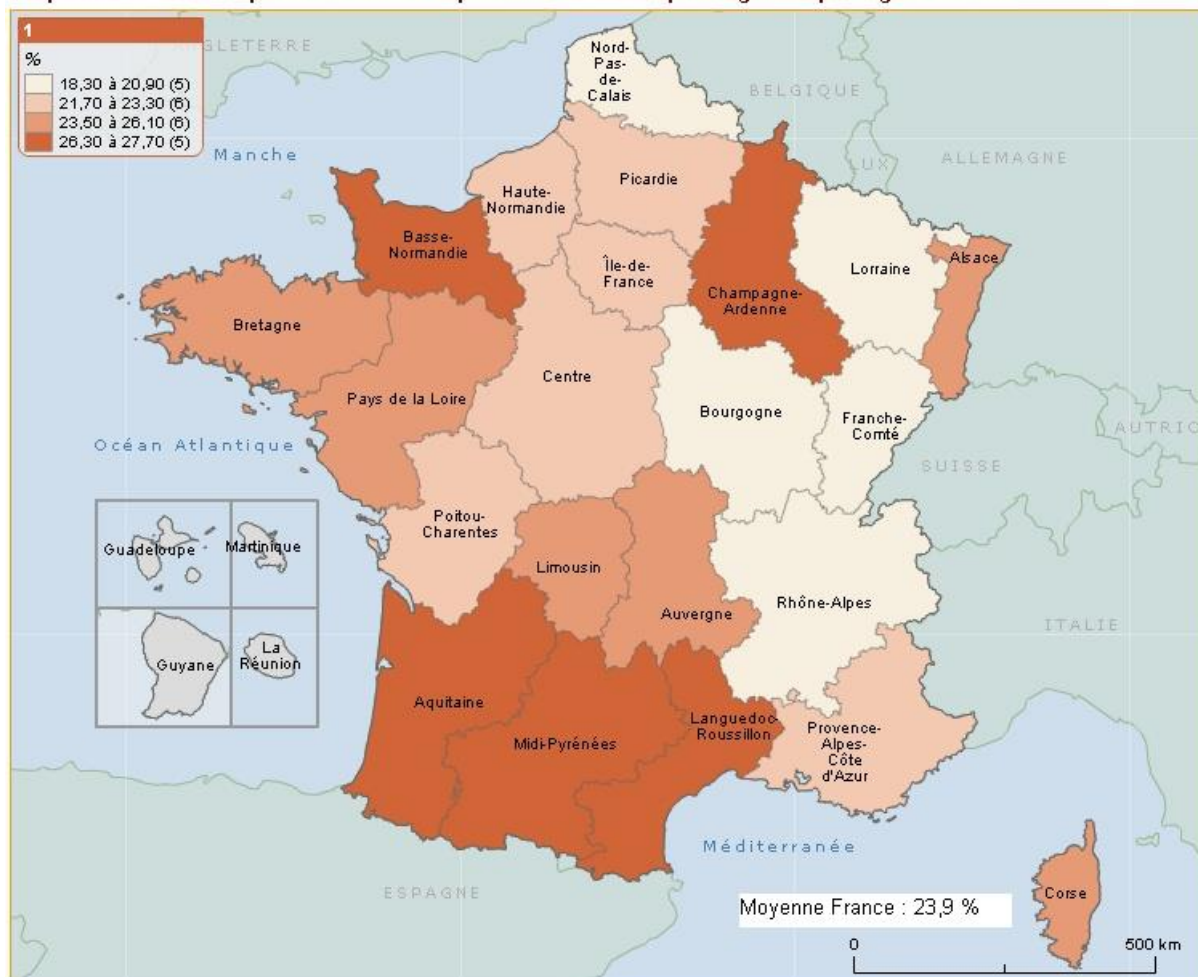 1
%
18,30 à 20,90 (5)
21,70 à 23,30 (6)
23,50 à 26,10 (6)
26,30 à 27,70 (5)
ANGLETERRE
Manche
Nord-
Pas-
de-
Calais
BELGIQUE
LUX
ALLEMAGNE
Haute-
Normandie
Picardie
Basse-
Normandie
Île-de-
France
Champagne-
Ardenne
Lorraine
Alsace
Bretagne
Pays de la Loire
Centre
Bourgogne
Franche-
Comté
AUTRIC
SUISSE
Océan Atlantique
Poitou-
Charentes
Limousin
Auvergne
Rhône-Alpes
ITALIE
Guadeloupe
Martinique
Guyane
La
Réunion
Aquitaine
Midi-Pyrénées
Languedoc-
Roussillon
Provence-
Alpes-
Côte
d'Azur
Méditerranée
ESPAGNE
Corse
Moyenne France : 23,9 %
0
500 km